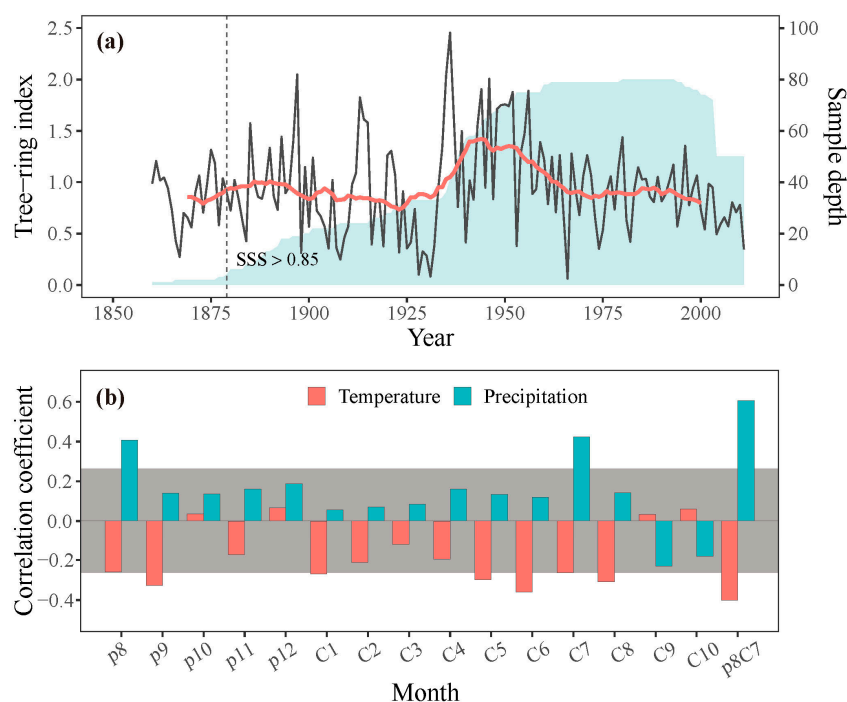 (a)
2.5
2.0
1.5
1.0
0.5
0.0
Tree−ring index
100
80
60
40
20
0
Sample depth
SSS > 0.85
1850 1875 1900 1925 1950 1975 2000
Year
(b)
Temperature Precipitation
0.6
0.4
0.2
0.0
−0.2
−0.4
Correlation coefficient
p8 p9 p10 p11 p12 C1 C2 C3 C4 C5 C6 C7 C8 C9 C10 p8C7
Month